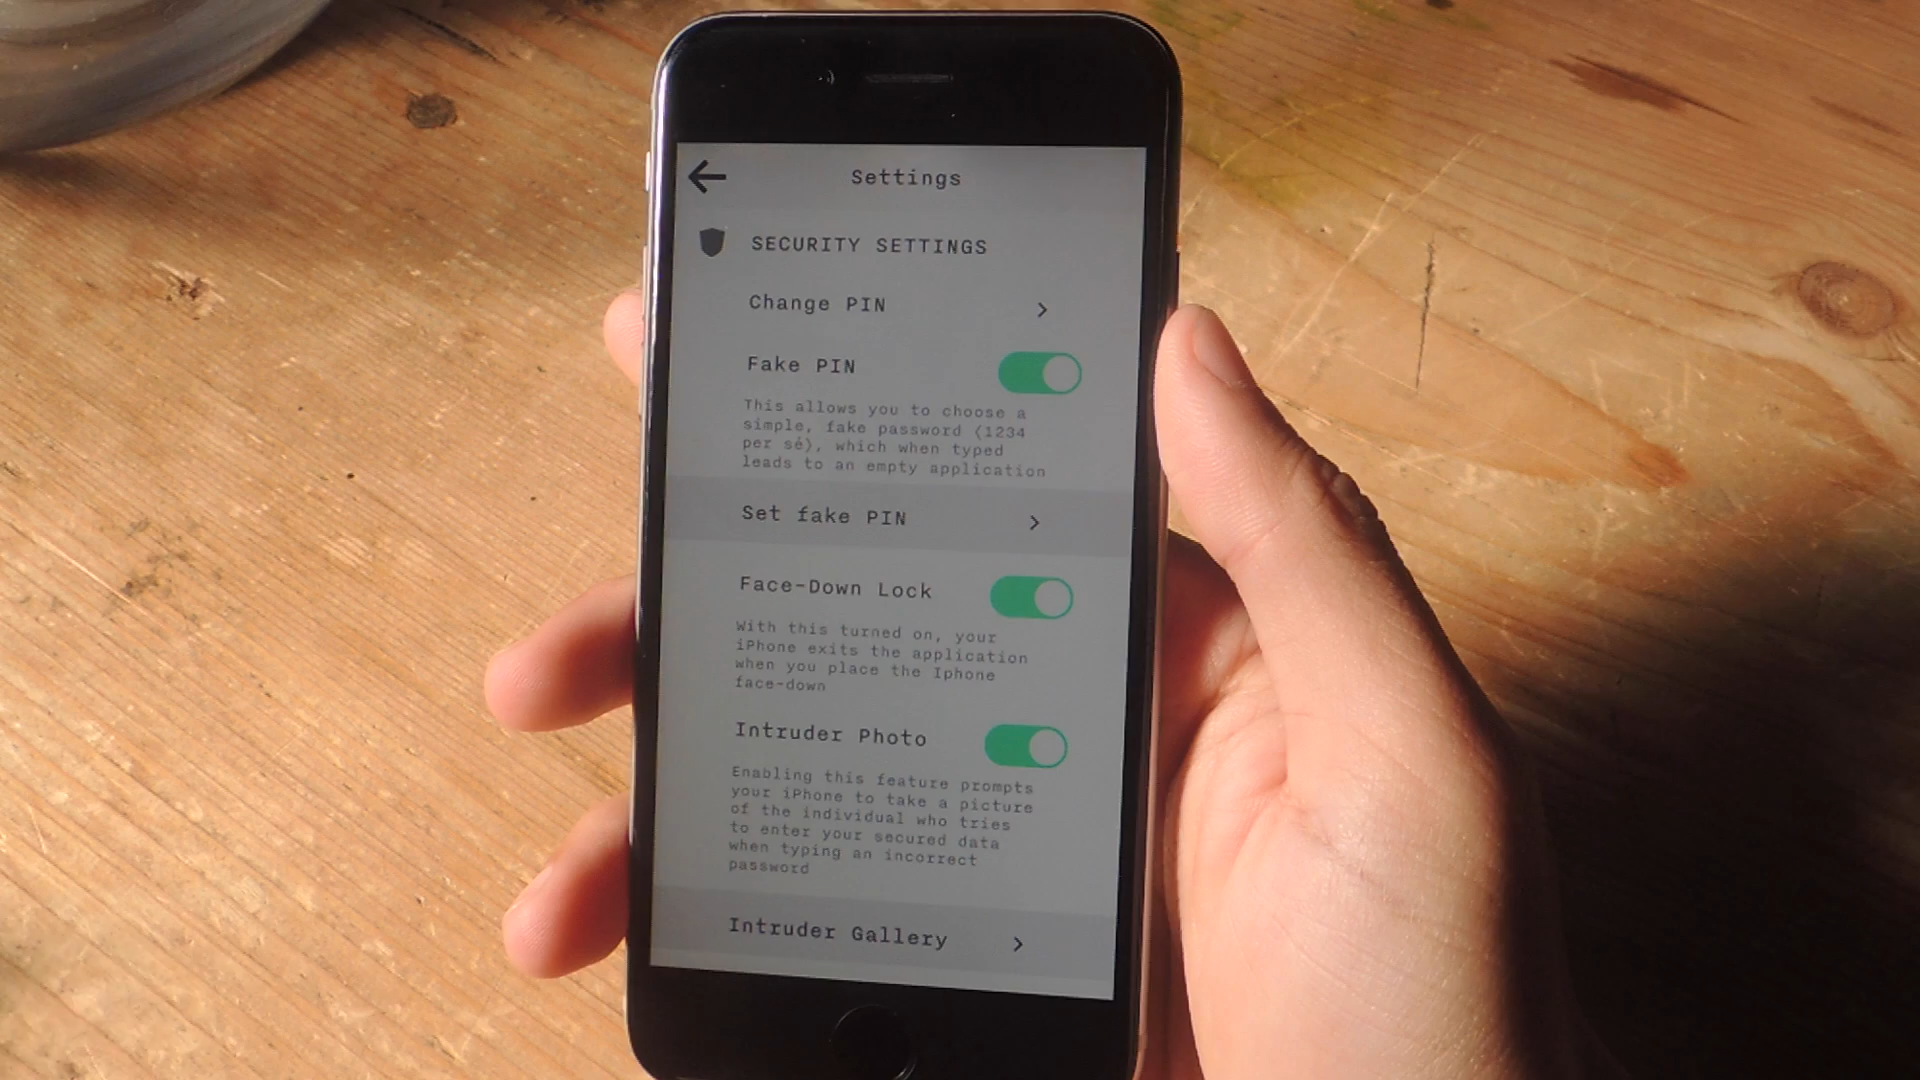 Settings
SECURITY SETTINGS
Change PIN
Fake PIN
This allows you to choose a
simple, fake password (1234
per sé), which when typed
leads to an empty application
Set fake PIN
Face-Down Lock
With this turned on, your
iPhone exits the application
when you place the Iphone
face-down
Intruder Photo
Enabling this feature prompts
your iPhone to take a picture
of the individual who tries
to enter your secured data
when typing an incorrect
password
Intruder Gallery